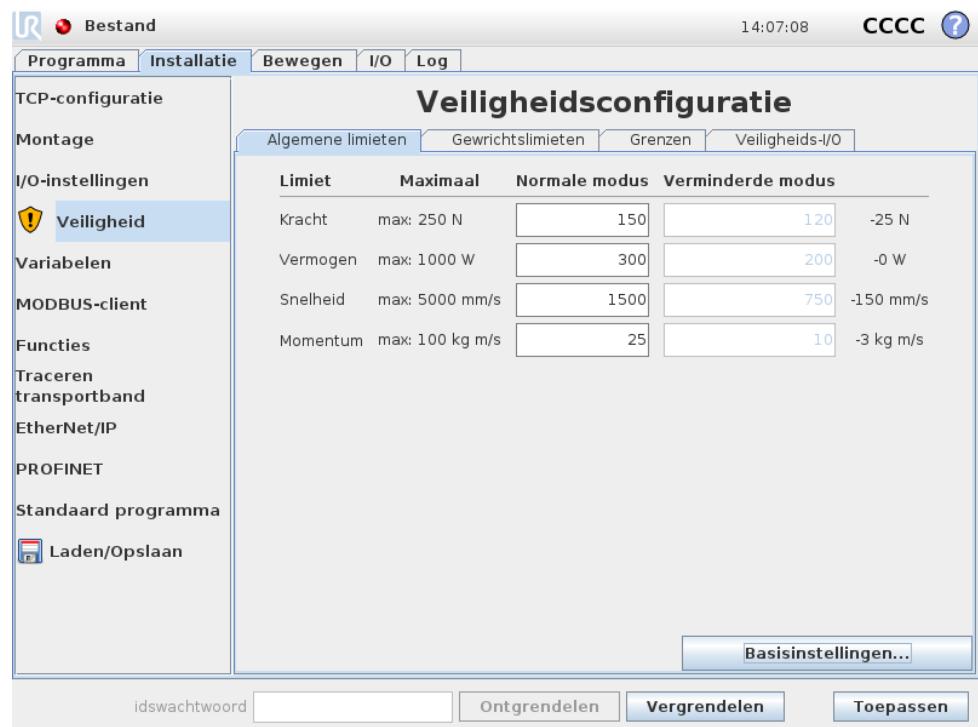 UR Bestand 14:07:08 CCCC ?
Programma Installatie Bewegen I/O Log
TCP-configuratie
Montage
I/O-instellingen
Veiligheid
Variabelen
MODBUS-client
Functies
Traceren
transportband
EtherNet/IP
PROFINET
Standaard programma
Laden/Opslaan
Veiligheidsconfiguratie
Algemene limieten Gewrichtslimieten Grenzen Veiligheids-I/O
Limiet Maximaal Normale modus Verminderde modus
Kracht max: 250 N 150 120 -25 N
Vermogen max: 1000 W 300 200 -0 W
Snelheid max: 5000 mm/s 1500 750 -150 mm/s
Momentum max: 100 kg m/s 25 10 -3 kg m/s
Basisinstellingen...
idswachtwoord Ontgrendelen Vergrendelen Toepassen